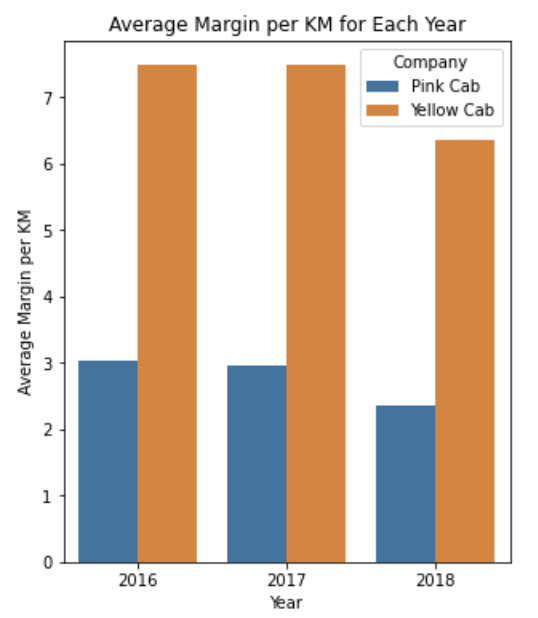 Average Margin per KM for Each Year
Company
Pink Cab
Yellow Cab
Average Margin per KM
7
6
5
4
3
2
1
0
2016 2017 2018
Year